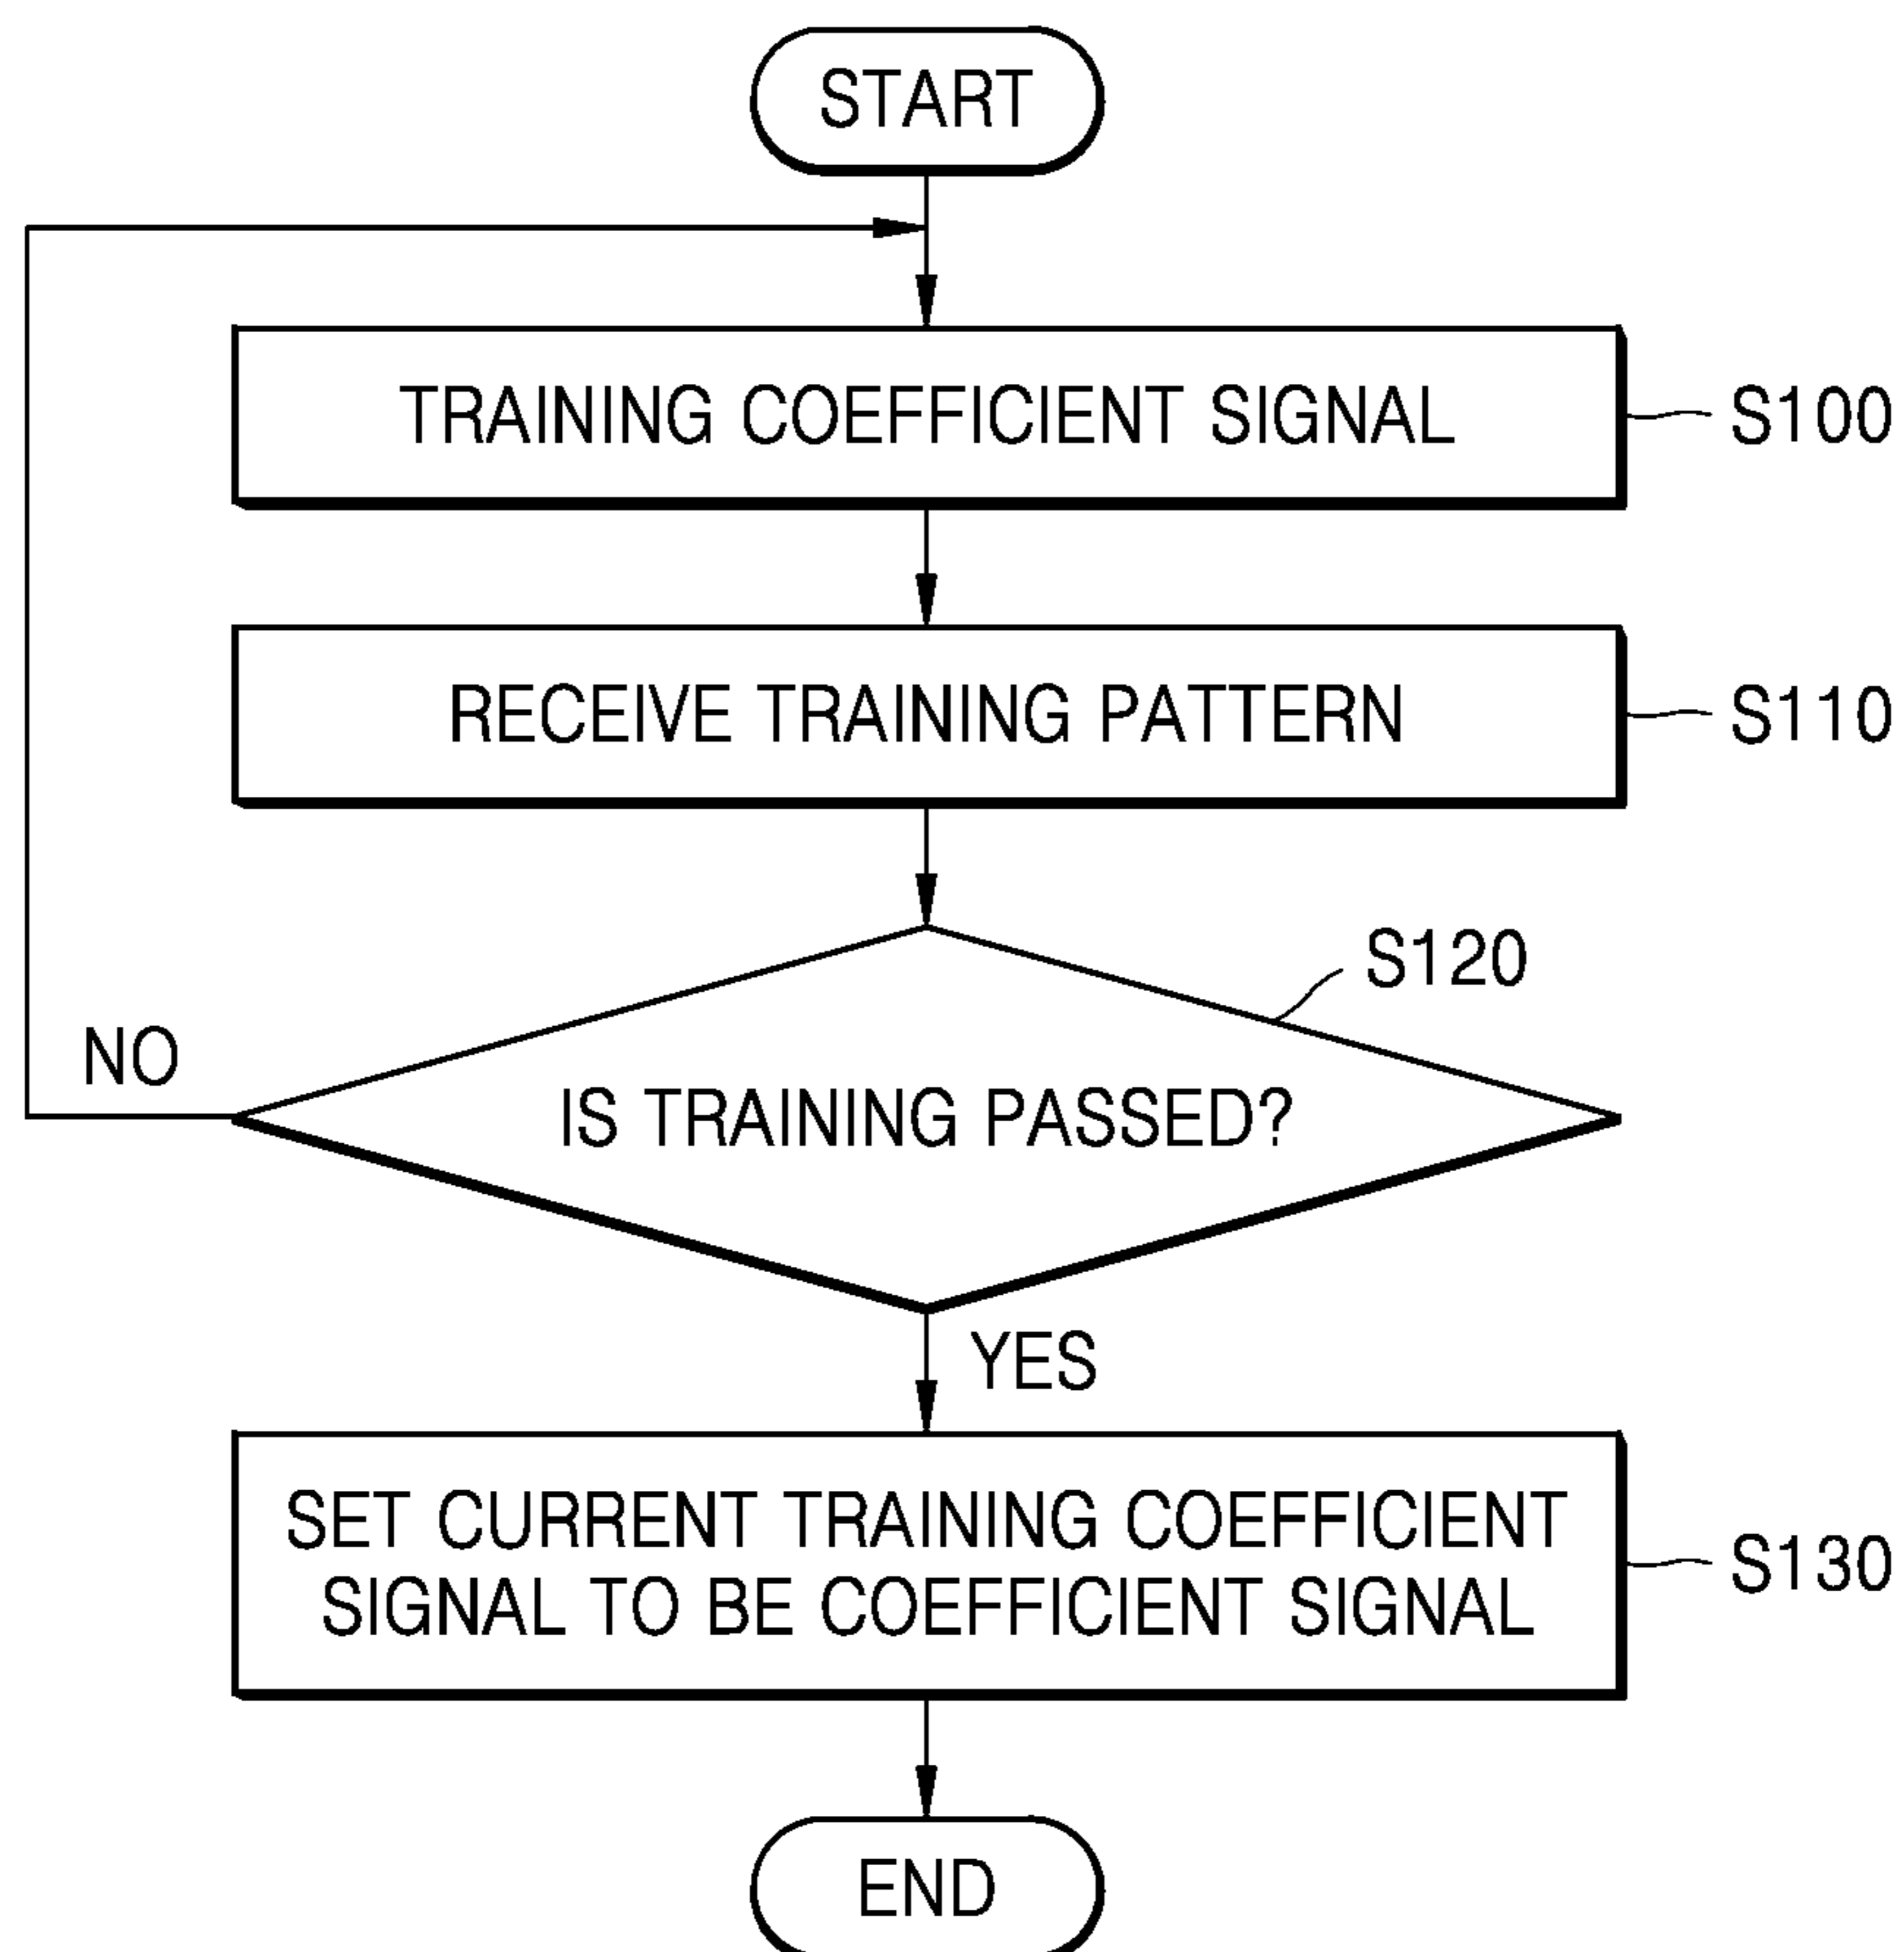 START
TRAINING COEFFICIENT SIGNAL
S100
RECEIVE TRAINING PATTERN
S110
S120
NO
IS TRAINING PASSED?
YES
SET CURRENT TRAINING COEFFICIENT
SIGNAL TO BE COEFFICIENT SIGNAL
S130
END